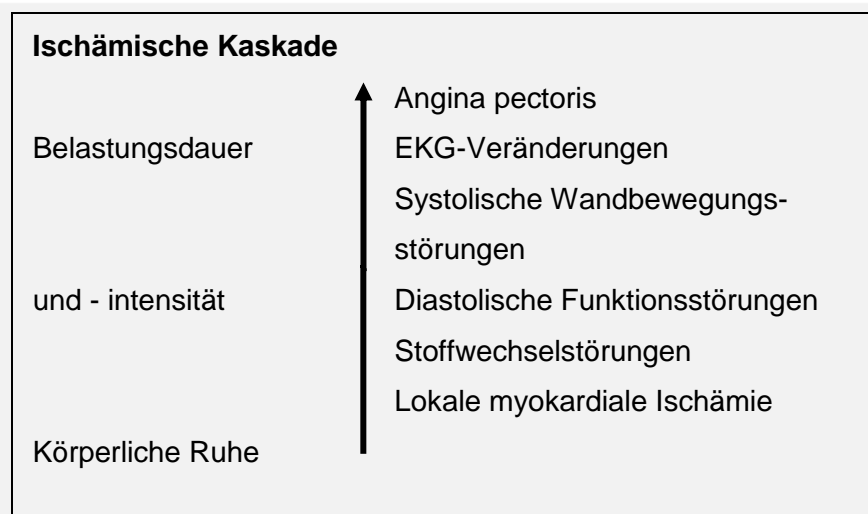 Ischämische Kaskade
Angina pectoris
Belastungsdauer
EKG-Veränderungen
Systolische Wandbewegungs-
störungen
und - intensität
Diastolische Funktionsstörungen
Stoffwechselstörungen
Lokale myokardiale Ischämie
Körperliche Ruhe